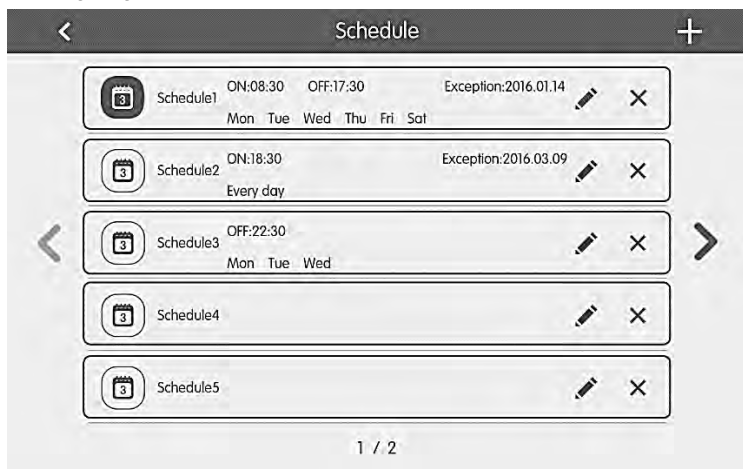 Schedule
Schedule1 ON:08:30 OFF:17:30 Exception:2016.01.14
Mon Tue Wed Thu Fri Sat
Schedule2 ON:18:30 Exception:2016.03.09
Every day
Schedule3 OFF:22:30
Mon Tue Wed
Schedule4
Schedule5
1 / 2